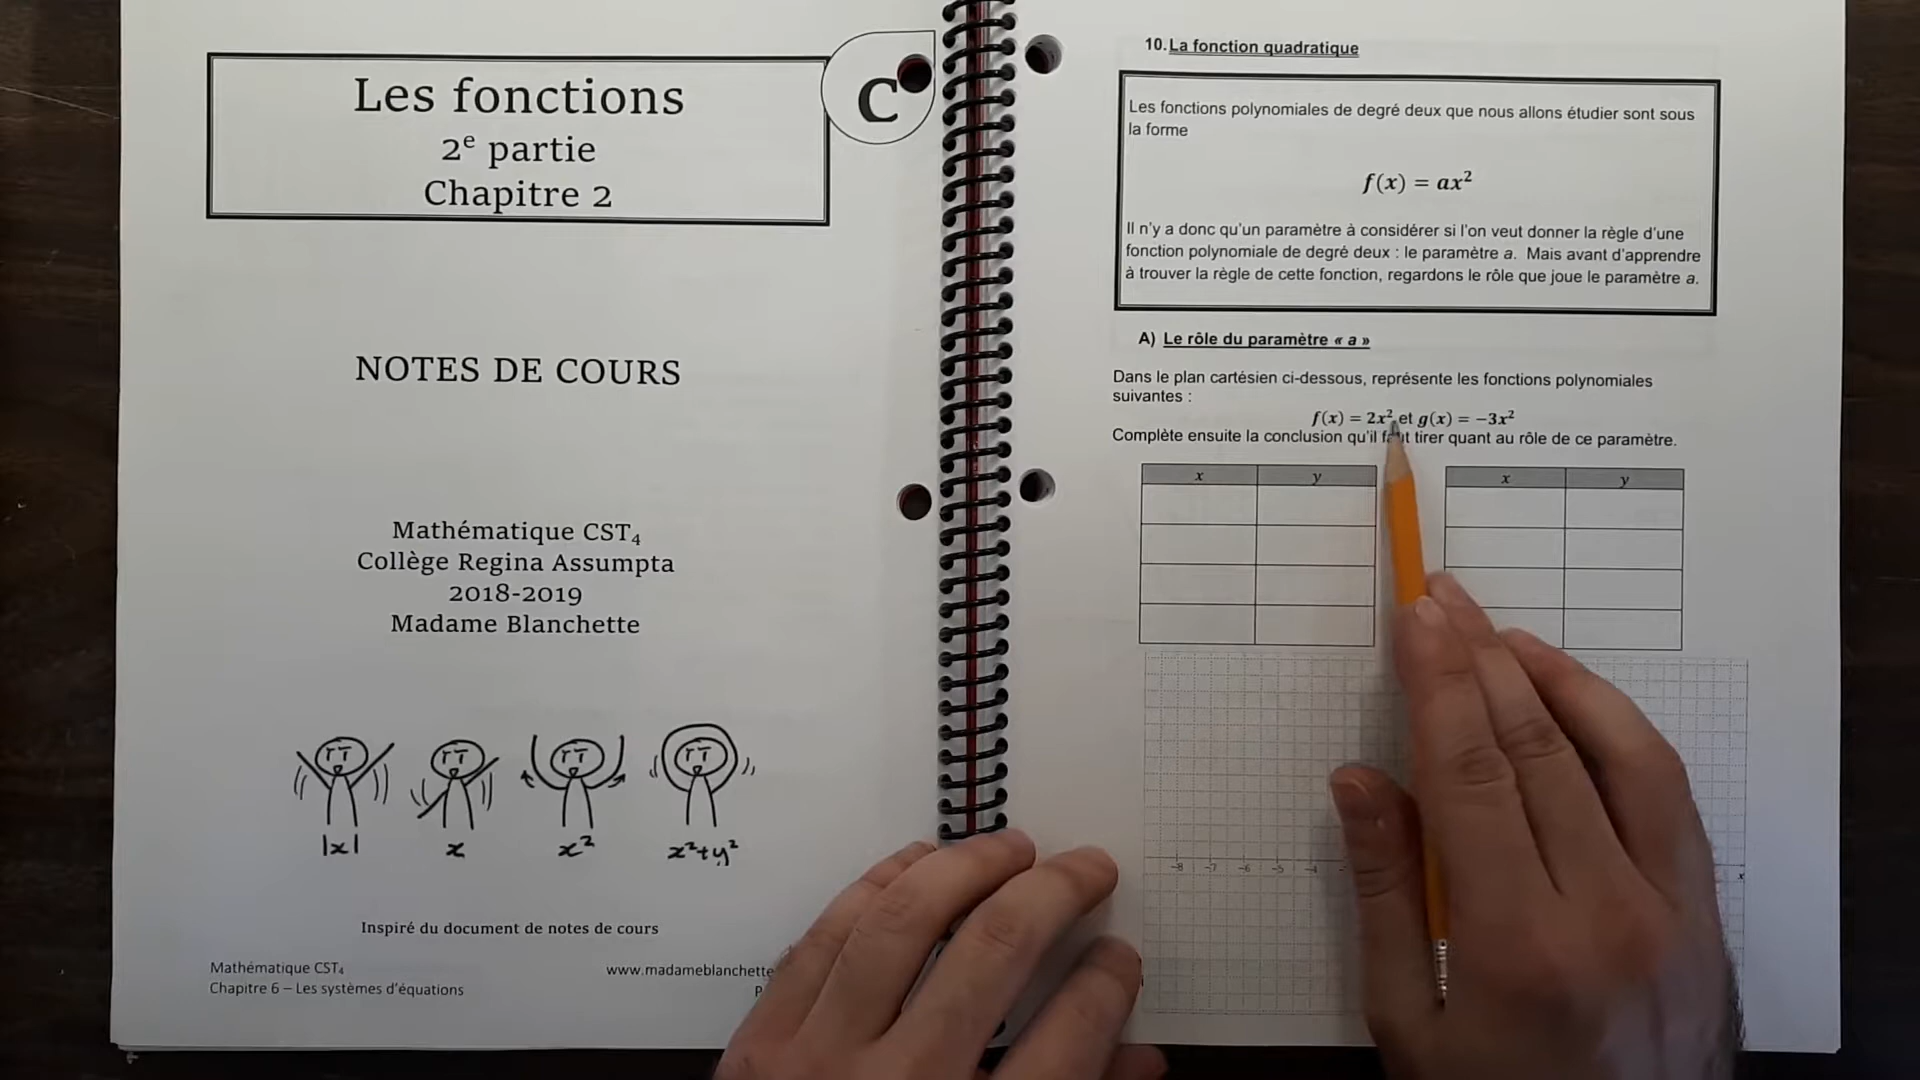 Les fonctions
2e partie
Chapitre 2
C
NOTES DE COURS
Mathématique CST4
Collège Regina Assumpta
2018-2019
Madame Blanchette
|x|
x
x²
x²+y²
Inspiré du document de notes de cours
Mathématique CST4
www.madameblanchette
Chapitre 6 – Les systèmes d'équations
P
10. La fonction quadratique
Les fonctions polynomiales de degré deux que nous allons étudier sont sous
la forme
f(x) = ax²
Il n'y a donc qu'un paramètre à considérer si l'on veut donner la règle d'une
fonction polynomiale de degré deux : le paramètre a. Mais avant d'apprendre
à trouver la règle de cette fonction, regardons le rôle que joue le paramètre a.
A) Le rôle du paramètre « a »
Dans le plan cartésien ci-dessous, représente les fonctions polynomiales
suivantes :
f(x) = 2x² et g(x) = −3x²
Complète ensuite la conclusion qu'il faut tirer quant au rôle de ce paramètre.
x y
x y
-8 -7 -6 -5 -4
x